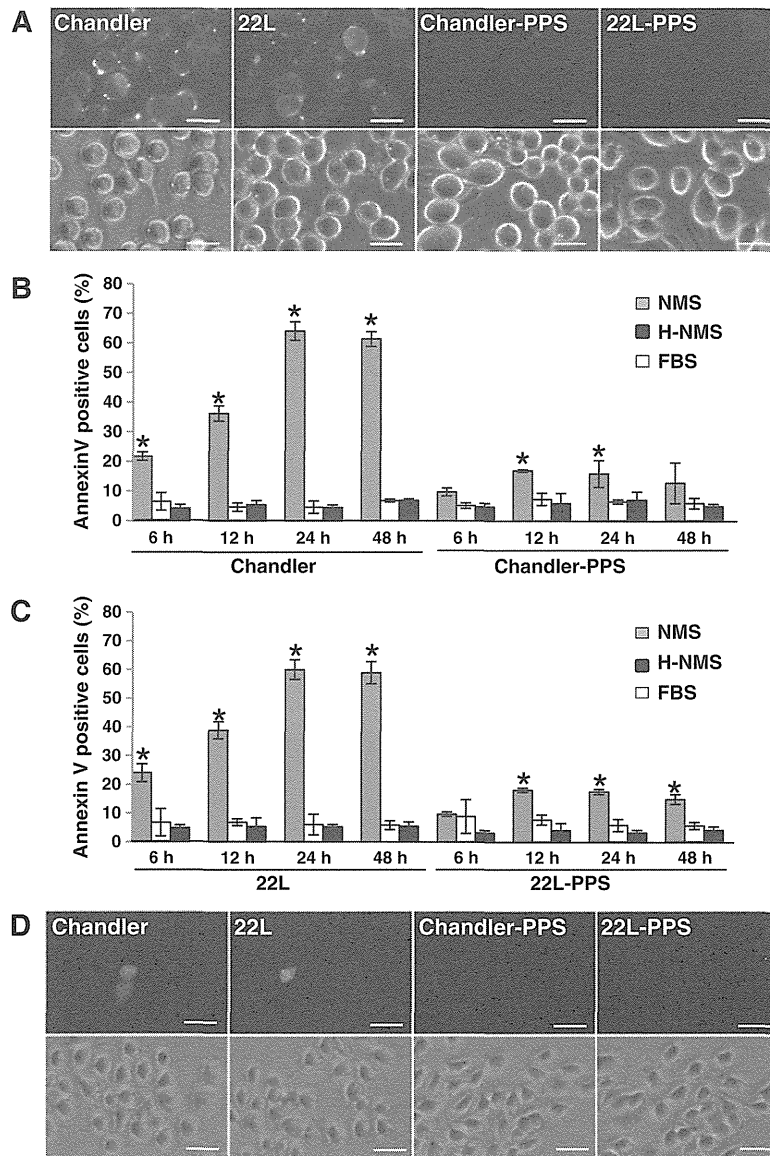 A
Chandler 22L Chandler-PPS 22L-PPS
B
AnnexinV positive cells (%)
80
70
60
50
40
30
20
10
0
* * * * * *
NMS
H-NMS
FBS
6 h 12 h 24 h 48 h 6 h 12 h 24 h 48 h
Chandler Chandler-PPS
C
Annexin V positive cells (%)
80
70
60
50
40
30
20
10
0
* * * * * * *
NMS
H-NMS
FBS
6 h 12 h 24 h 48 h 6 h 12 h 24 h 48 h
22L 22L-PPS
D
Chandler 22L Chandler-PPS 22L-PPS